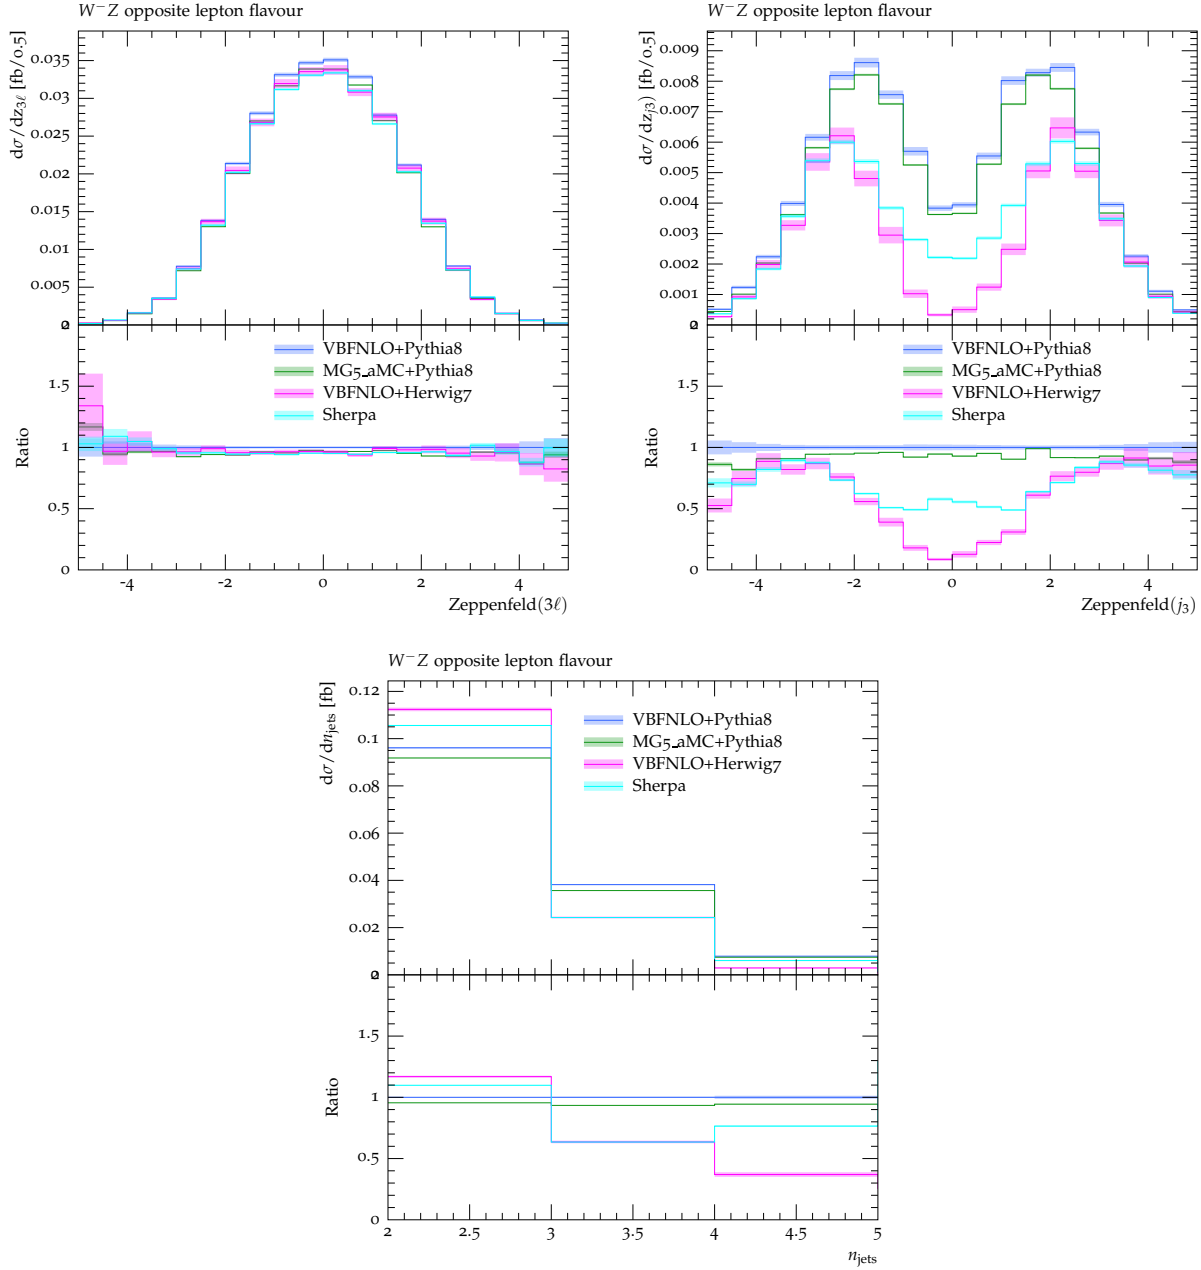 W⁻Z opposite lepton flavour
dσ/dz3ℓ [fb/0.5]
0.035
0.03
0.025
0.02
0.015
0.01
0.005
0
2
VBFNLO+Pythia8
MG5_aMC+Pythia8
VBFNLO+Herwig7
Sherpa
Ratio
1.5
1
0.5
0
-4 -2 0 2 4
Zeppenfeld(3ℓ)
W⁻Z opposite lepton flavour
dσ/dzj3) [fb/0.5]
0.009
0.008
0.007
0.006
0.005
0.004
0.003
0.002
0.001
0
2
VBFNLO+Pythia8
MG5_aMC+Pythia8
VBFNLO+Herwig7
Sherpa
Ratio
1.5
1
0.5
0
-4 -2 0 2 4
Zeppenfeld(j3)
W⁻Z opposite lepton flavour
dσ/dnjets [fb]
0.12
0.1
0.08
0.06
0.04
0.02
0
2
VBFNLO+Pythia8
MG5_aMC+Pythia8
VBFNLO+Herwig7
Sherpa
Ratio
1.5
1
0.5
0
2 2.5 3 3.5 4 4.5 5
njets